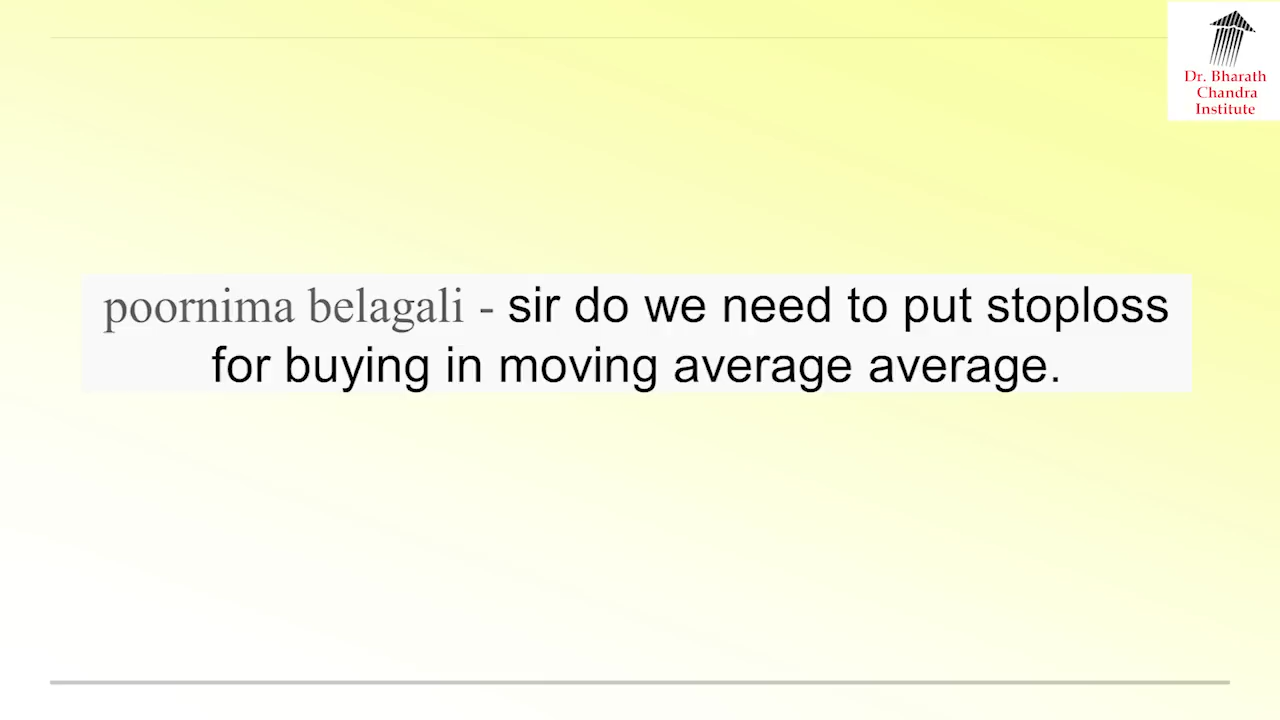 Dr. Bharath
Chandra
Institute
poornima belagali - sir do we need to put stoploss
for buying in moving average average.